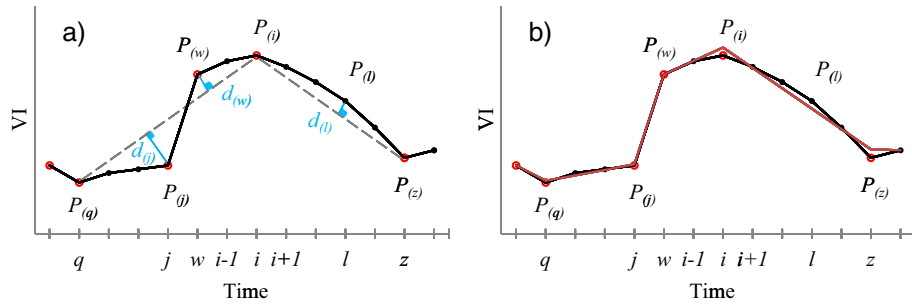 a)
P(w)
P(i)
P(l)
d(w)
d(l)
d(j)
P(q)
P(j)
P(z)
VI
q j w i-1 i i+1 l z
Time
b)
P(w)
P(i)
P(l)
P(q)
P(j)
P(z)
VI
q j w i-1 i i+1 l z
Time